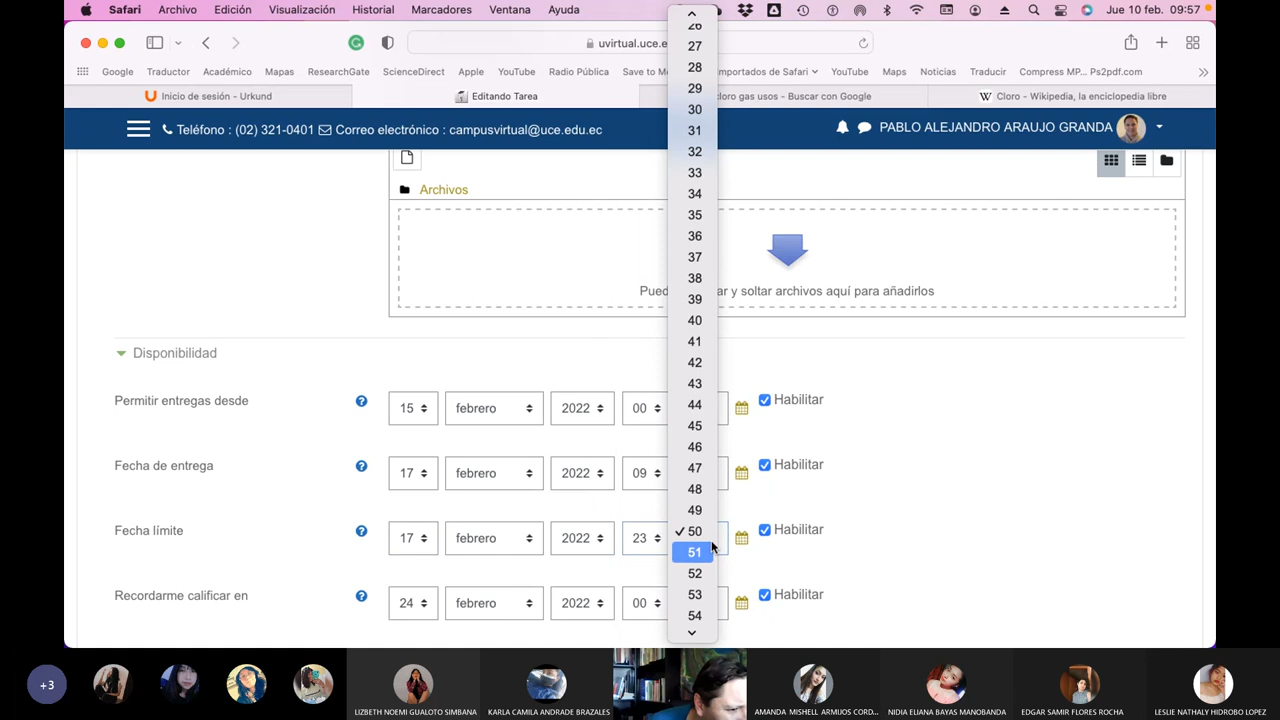 Safari Archivo Edición Visualización Historial Marcadores Ventana Ayuda Jue 10 feb. 09:57
uvirtual.uce.e
Google Traductor Académico Mapas ResearchGate ScienceDirect Apple YouTube Radio Pública Save to Me mportados de Safari YouTube Maps Noticias Traducir Compress MP... Ps2pdf.com
Inicio de sesión - Urkund Editando Tarea cloro gas usos - Buscar con Google Cloro - Wikipedia, la enciclopedia libre
Teléfono : (02) 321-0401 Correo electrónico : campusvirtual@uce.edu.ec PABLO ALEJANDRO ARAUJO GRANDA
Archivos
Pued ar y soltar archivos aquí para añadirlos
Disponibilidad
Permitir entregas desde 15 febrero 2022 00 Habilitar
Fecha de entrega 17 febrero 2022 09 Habilitar
Fecha límite 17 febrero 2022 23 Habilitar
Recordarme calificar en 24 febrero 2022 00 Habilitar
26
27
28
29
30
31
32
33
34
35
36
37
38
39
40
41
42
43
44
45
46
47
48
49
✓ 50
51
52
53
54
+3
LIZBETH NOEMI GUALOTO SIMBANA KARLA CAMILA ANDRADE BRAZALES AMANDA MISHELL ARMIJOS CORD... NIDIA ELIANA BAYAS MANOBANDA EDGAR SAMIR FLORES ROCHA LESLIE NATHALY HIDROBO LOPEZ